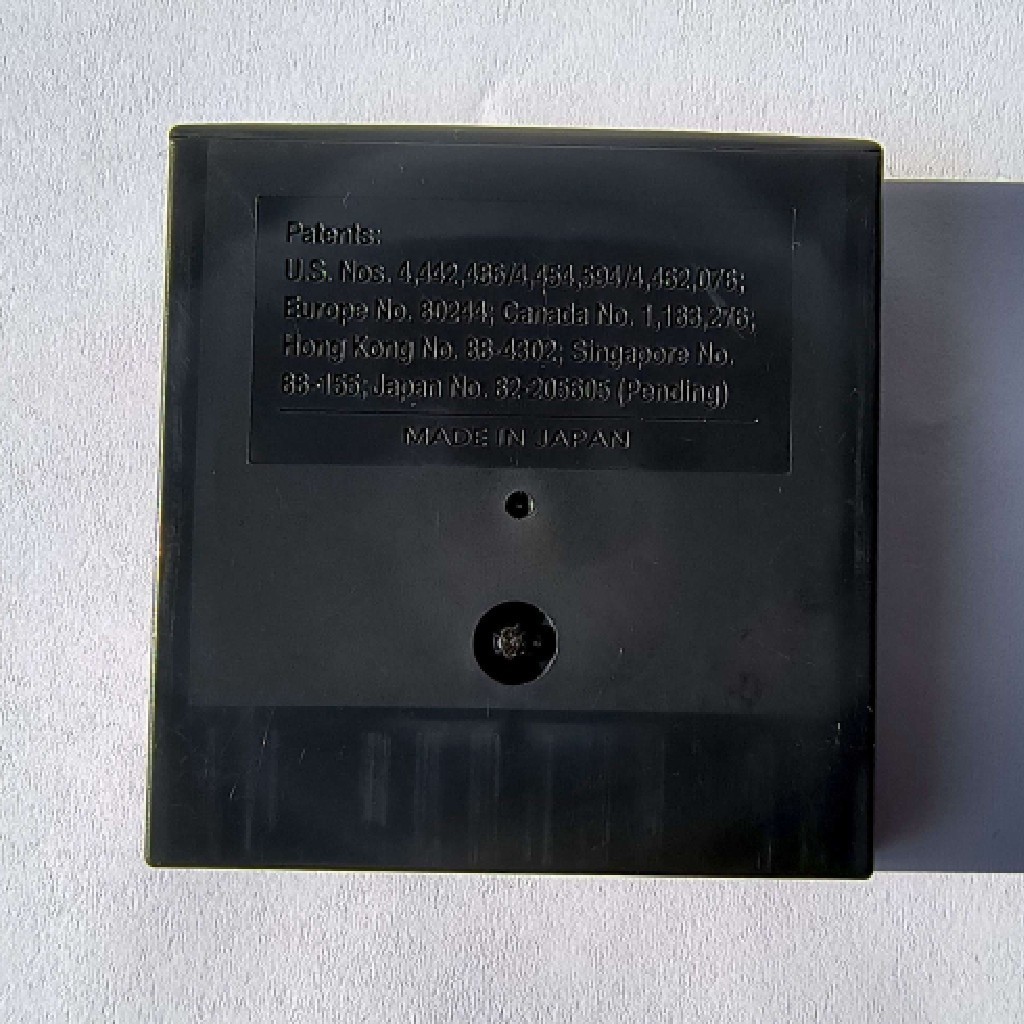 Patents:
U.S. Nos. 4,442,486/4,454,594/4,462,076;
Europe No. 80244; Canada No. 1,183,276;
Hong Kong No. 88-4302; Singapore No.
88-155; Japan No. 82-205605 (Pending)
MADE IN JAPAN